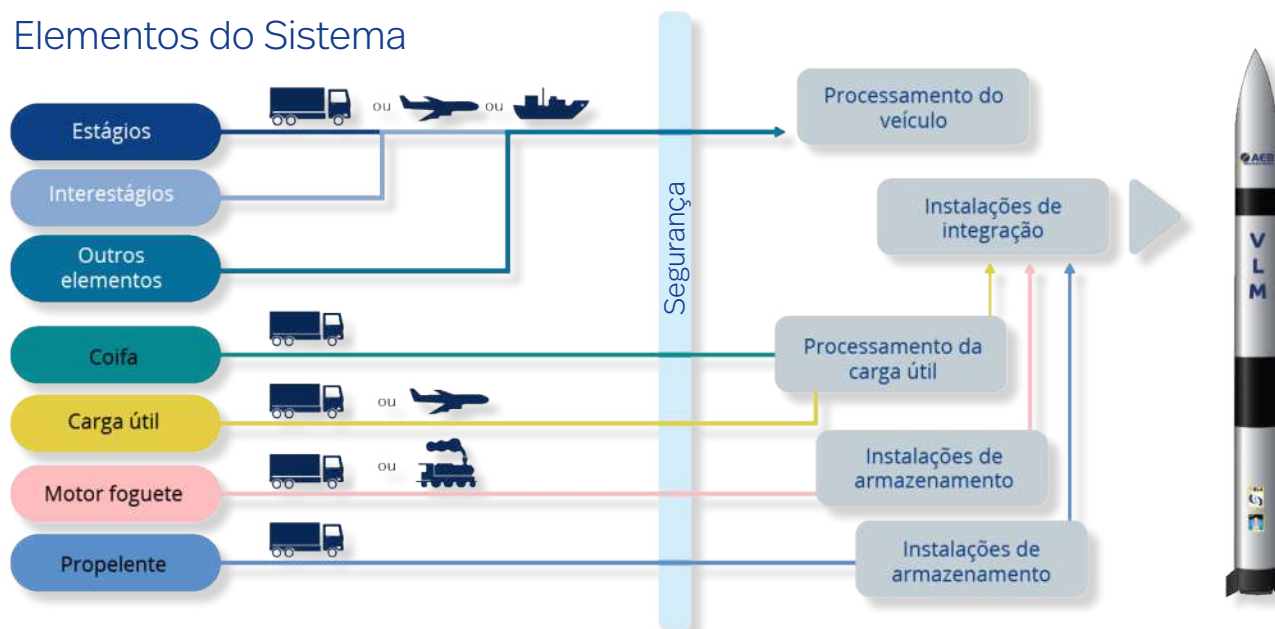 Elementos do Sistema
Estágios
ou
ou
Processamento do
veículo
Interestágios
Segurança
Instalações de
integração
Outros
elementos
Coifa
Processamento da
carga útil
Carga útil
ou
Motor foguete
ou
Instalações de
armazenamento
Propelente
Instalações de
armazenamento
AEB
V
L
M